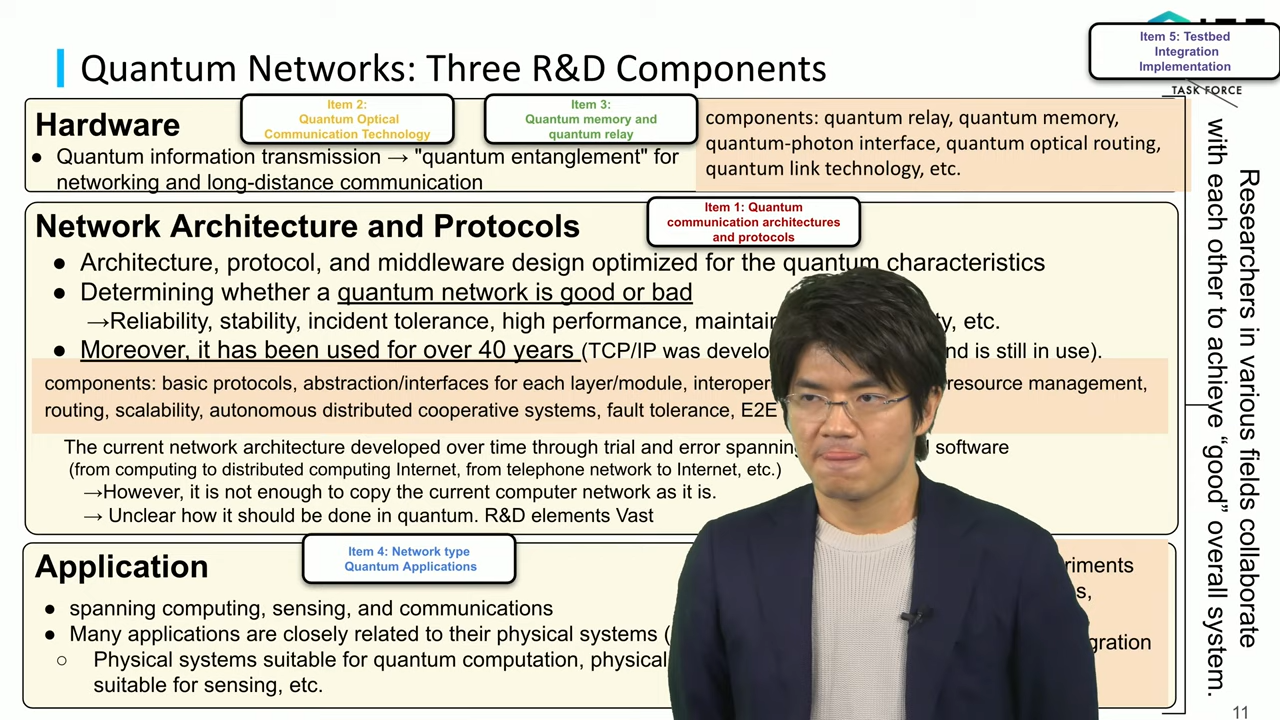 Quantum Networks: Three R&D Components
Item 5: Testbed
Integration
Implementation
TASK FORCE
Hardware
Item 2:
Quantum Optical
Communication Technology
Item 3:
Quantum memory and
quantum relay
● Quantum information transmission → "quantum entanglement" for
networking and long-distance communication
components: quantum relay, quantum memory,
quantum-photon interface, quantum optical routing,
quantum link technology, etc.
Network Architecture and Protocols
Item 1: Quantum
communication architectures
and protocols
● Architecture, protocol, and middleware design optimized for the quantum characteristics
● Determining whether a quantum network is good or bad
→Reliability, stability, incident tolerance, high performance, etc.
● Moreover, it has been used for over 40 years (TCP/IP was and is still in use).
components: basic protocols, abstraction/interfaces for each layer/module, resource management,
routing, scalability, autonomous distributed cooperative systems, fault tolerance, E2E
The current network architecture developed over time through trial and error software
(from computing to distributed computing Internet, from telephone network to Internet, etc.)
→However, it is not enough to copy the current computer network as it is.
→ Unclear how it should be done in quantum. R&D elements Vast
Application
Item 4: Network type
Quantum Applications
● spanning computing, sensing, and communications
● Many applications are closely related to their physical systems (
○ Physical systems suitable for quantum computation, physical
suitable for sensing, etc.
Researchers in various fields collaborate
with each other to achieve “good” overall system.
11